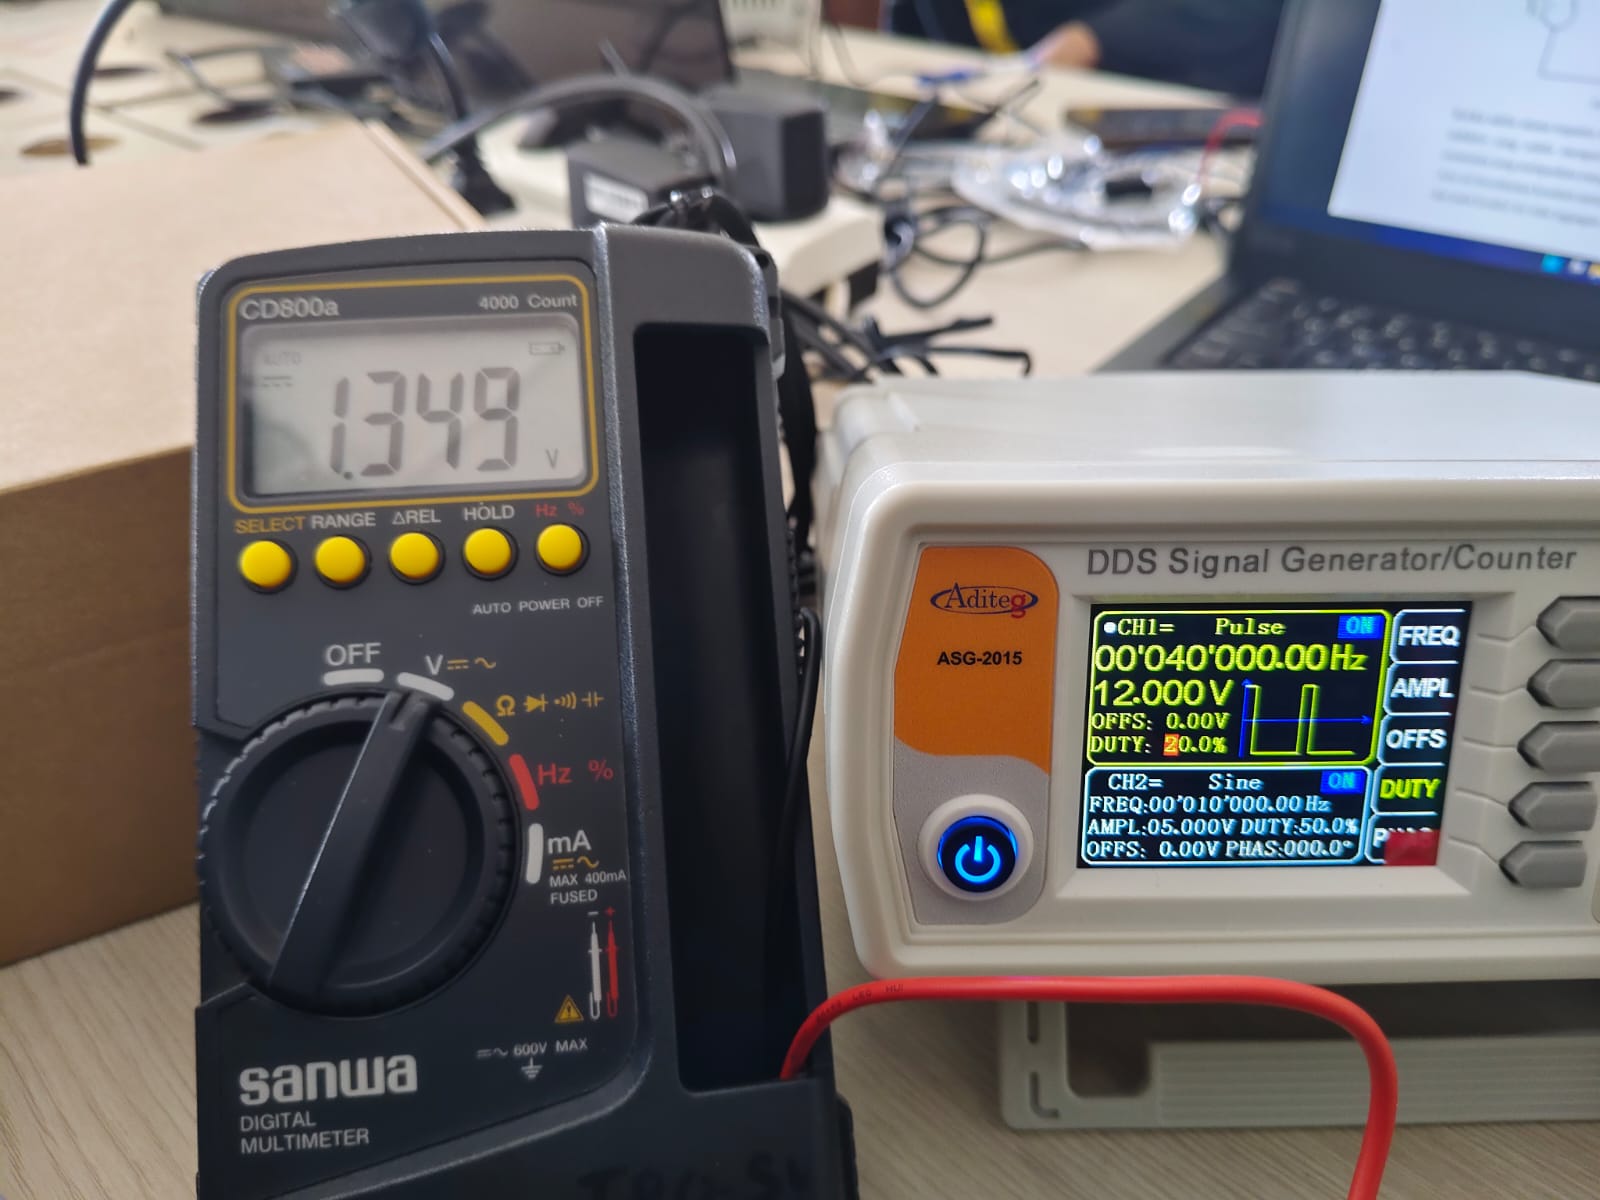 CD800a 4000 Count
AUTO
1.349 V
SELECT RANGE ΔREL HOLD Hz %
AUTO POWER OFF
OFF V
Ω
Hz %
mA
MAX 400mA
FUSED
- +
600V MAX
sanwa
DIGITAL
MULTIMETER
DDS Signal Generator/Counter
Aditeg
ASG-2015
CH1= Pulse ON
00'040'000.00Hz
12.000V
OFFS: 0.00V
DUTY: 20.0%
CH2= Sine ON
FREQ:00'010'000.00 Hz
AMPL:05.000V DUTY:50.0%
OFFS: 0.00V PHAS:000.0°
FREQ
AMPL
OFFS
DUTY